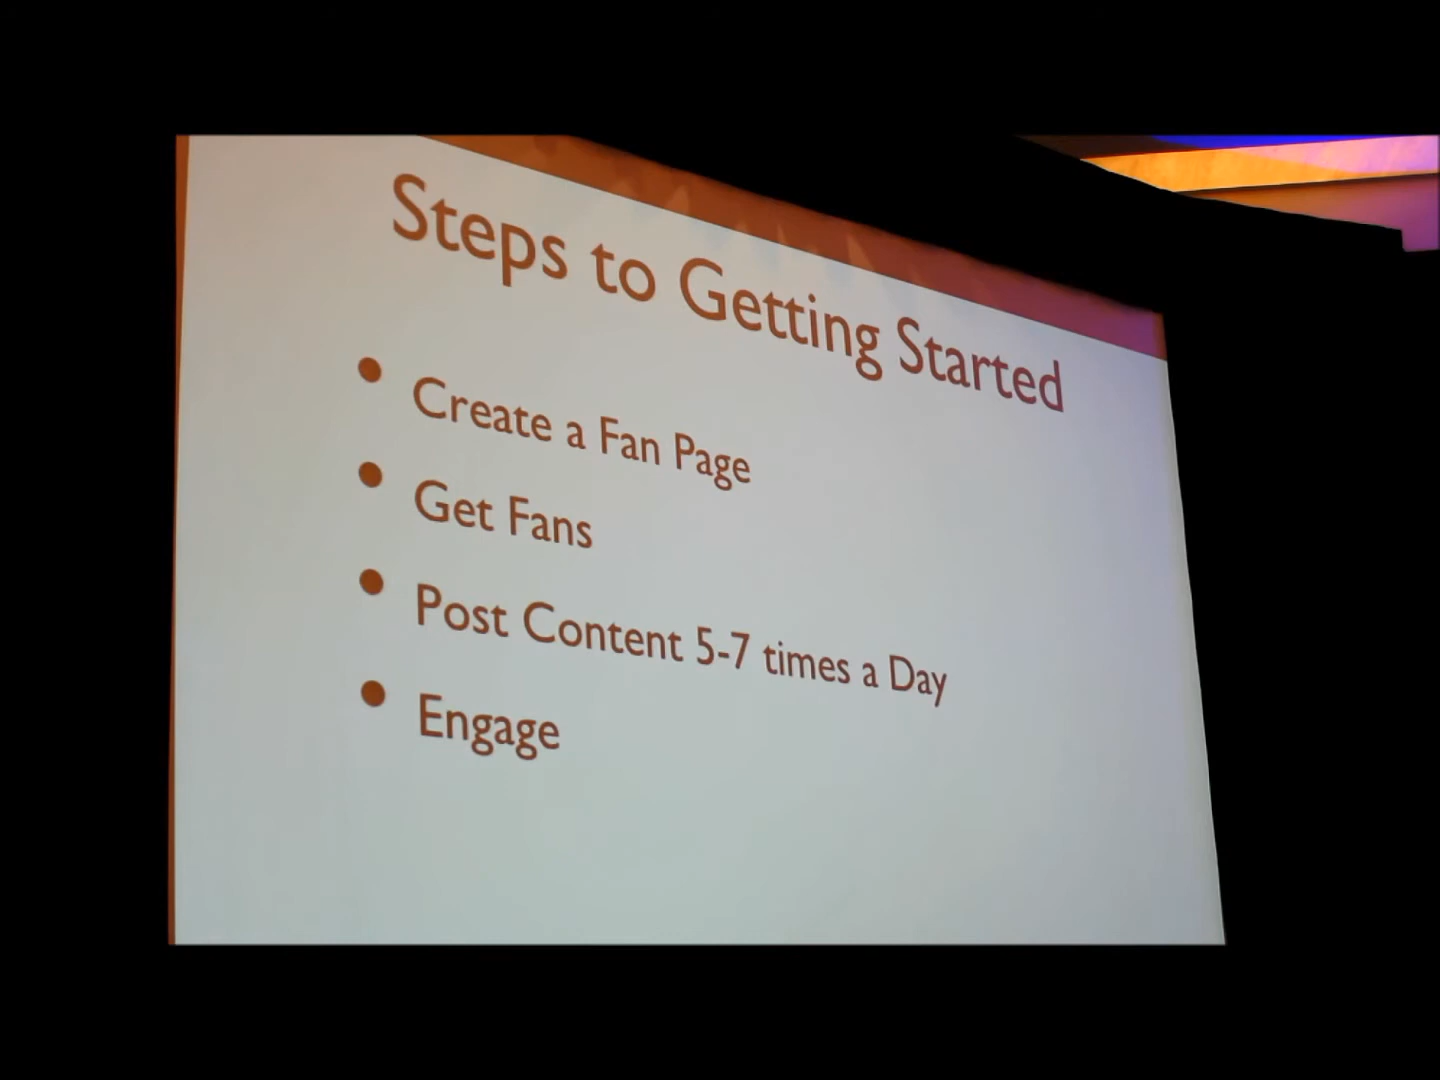 Steps to Getting Started
Create a Fan Page
Get Fans
Post Content 5-7 times a Day
Engage